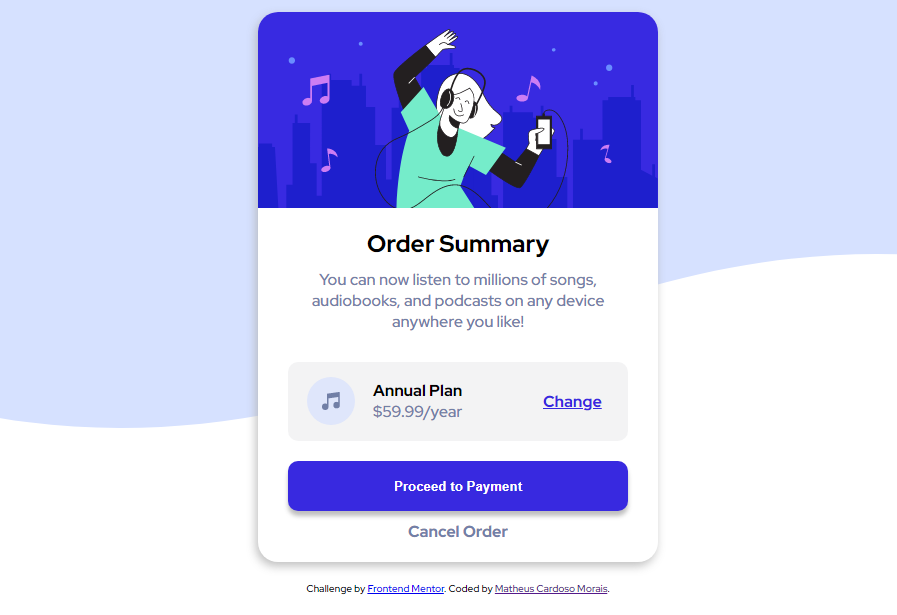 Order Summary
You can now listen to millions of songs,
audiobooks, and podcasts on any device
anywhere you like!
Annual Plan
$59.99/year
Change
Proceed to Payment
Cancel Order
Challenge by Frontend Mentor. Coded by Matheus Cardoso Morais.